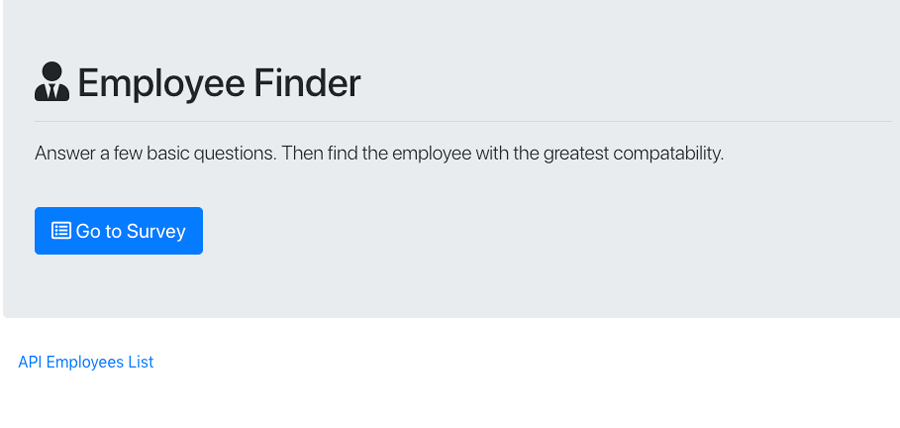 Employee Finder
Answer a few basic questions. Then find the employee with the greatest compatability.
Go to Survey
API Employees List